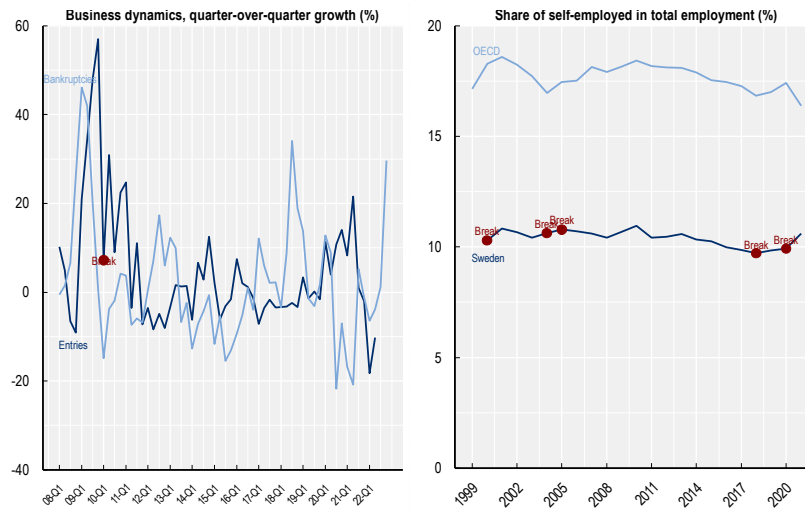 Business dynamics, quarter-over-quarter growth (%)
60
40
20
0
-20
-40
Bankruptcies
Break
Entries
08-Q1
09-Q1
10-Q1
11-Q1
12-Q1
13-Q1
14-Q1
15-Q1
16-Q1
17-Q1
18-Q1
19-Q1
20-Q1
21-Q1
22-Q1
Share of self-employed in total employment (%)
20
15
10
5
0
OECD
Break
Break
Break
Break
Break
Sweden
1999
2002
2005
2008
2011
2014
2017
2020